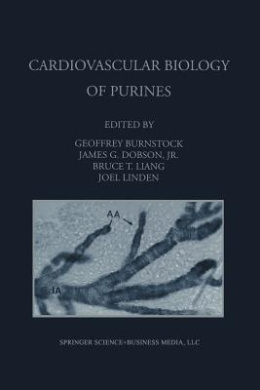 CARDIOVASCULAR BIOLOGY
OF PURINES
EDITED BY
GEOFFREY BURNSTOCK
JAMES G. DOBSON, JR.
BRUCE T. LIANG
JOEL LINDEN
AA
IA
SPRINGER SCIENCE+BUSINESS MEDIA, LLC